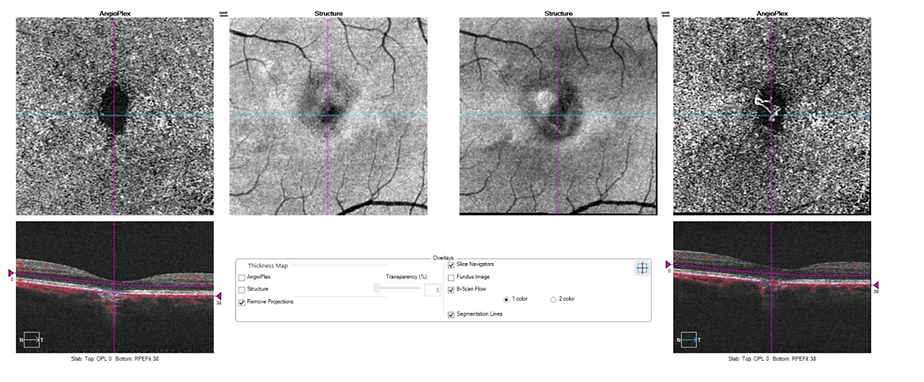 AngioPlex
Structure
Structure
AngioPlex
Overlays
Thickness Map
AngioPlex
Transparency (%)
Structure
Remove Projections
Slice Navigators
Fundus Image
B-Scan Flow
1 color
2 color
Segmentation Lines
0
38
N T
0
38
N T
Slab: Top: OPL 0 Bottom: RPEFit 38
Slab: Top: OPL 0 Bottom: RPEFit 38